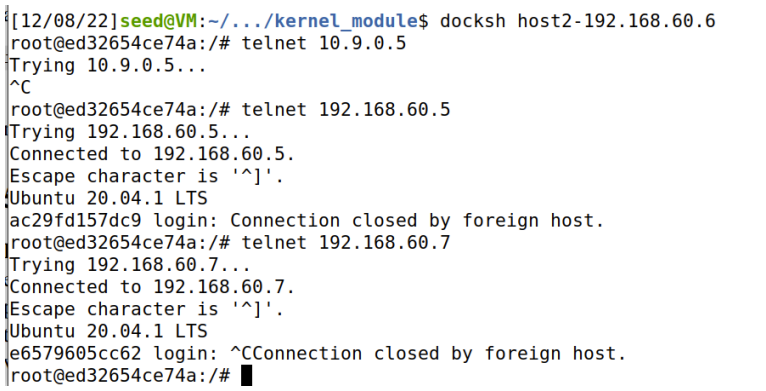 [12/08/22]seed@VM:~/.../kernel_module$ docksh host2-192.168.60.6
root@ed32654ce74a:/# telnet 10.9.0.5
Trying 10.9.0.5...
^C
root@ed32654ce74a:/# telnet 192.168.60.5
Trying 192.168.60.5...
Connected to 192.168.60.5.
Escape character is '^]'.
Ubuntu 20.04.1 LTS
ac29fd157dc9 login: Connection closed by foreign host.
root@ed32654ce74a:/# telnet 192.168.60.7
Trying 192.168.60.7...
Connected to 192.168.60.7.
Escape character is '^]'.
Ubuntu 20.04.1 LTS
e6579605cc62 login: ^CConnection closed by foreign host.
root@ed32654ce74a:/#